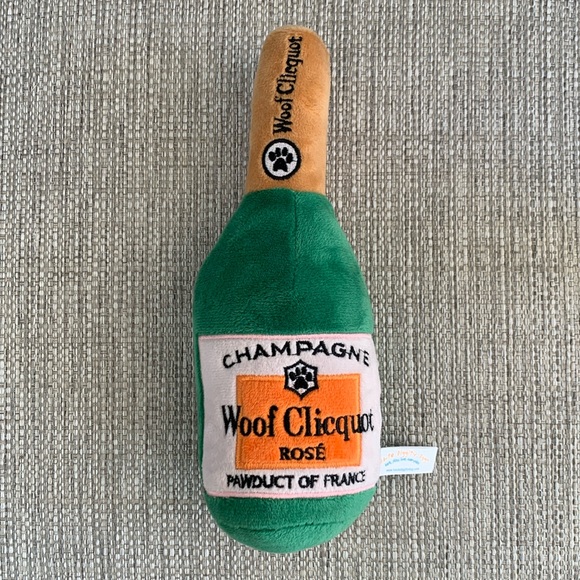 Woof Clicquot
CHAMPAGNE
Woof Clicquot
ROSÉ
PAWDUCT OF FRANCE